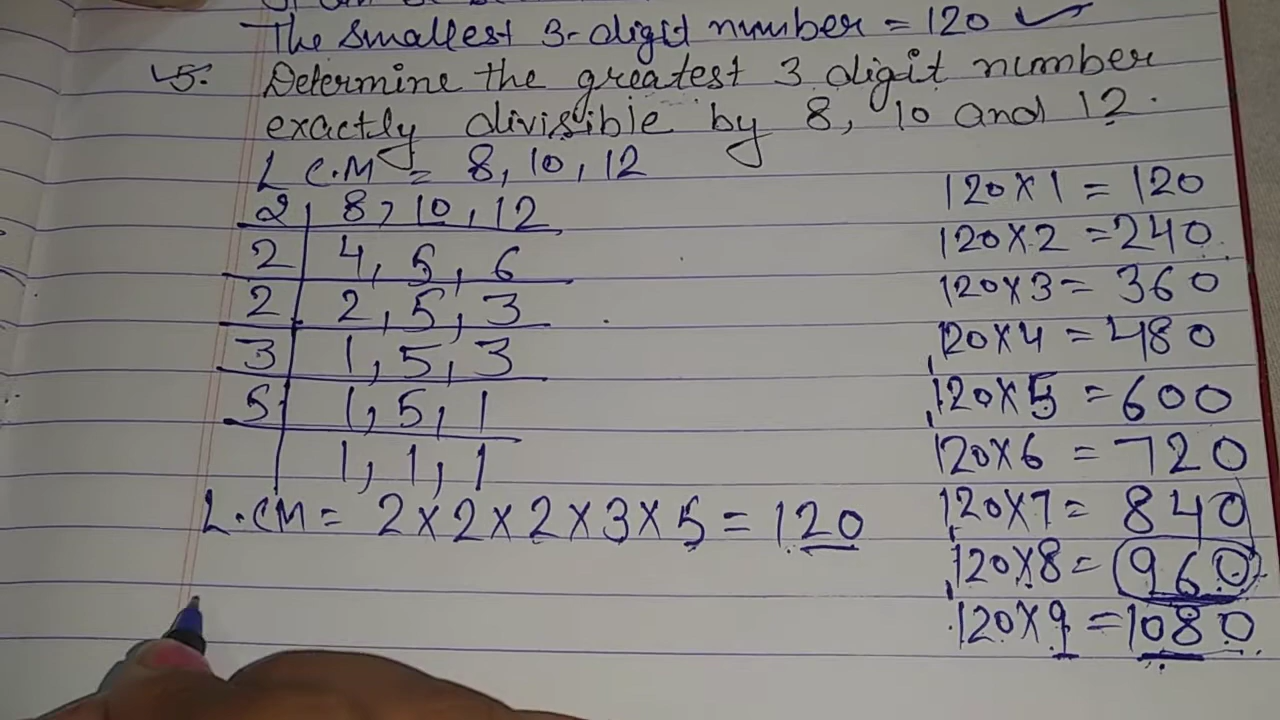 The smallest 3-digit number = 120 ✓
5. Determine the greatest 3 digit number
exactly divisible by 8, 10 and 12.
L C.M = 8, 10, 12
2 | 8, 10, 12
2 | 4, 5, 6
2 | 2, 5, 3
3 | 1, 5, 3
5 | 1, 5, 1
| 1, 1, 1
L.CM = 2×2×2×3×5 = 120
120×1 = 120
120×2 = 240
120×3 = 360
120×4 = 480
120×5 = 600
120×6 = 720
120×7 = 840
120×8 = 960
120×9 = 1080